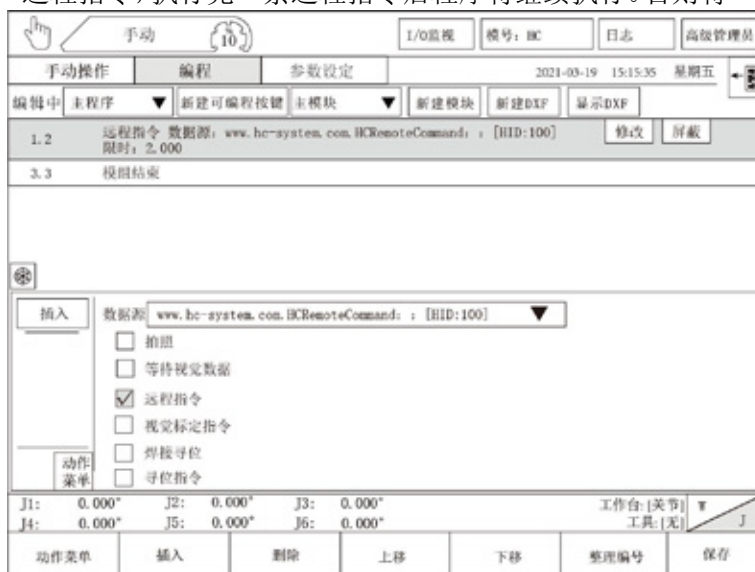 远程指令,执行完一条远程指令后程序将继续执行。否则将一
手动 10 I/O监视 模号: HC 日志 高级管理员
手动操作 编程 参数设定 2021-03-19 15:15:35 星期五
编辑中 主程序 新建可编程按键 主模块 新建模块 新建DXF 显示DXF
1.2 远程指令 数据源: www.hc-system.com.HCRemoteCommand: : [HID:100] 修改 屏蔽
限时: 2.000
3.3 模组结束
插入 数据源 www.hc-system.com.HCRemoteCommand: : [HID:100]
拍照
等待视觉数据
远程指令
视觉标定指令
焊接寻位
动作菜单 寻位指令
J1: 0.000° J2: 0.000° J3: 0.000° 工作台:[关节] W
J4: 0.000° J5: 0.000° J6: 0.000° 工具:[无] J
动作菜单 插入 删除 上移 下移 整理编号 保存